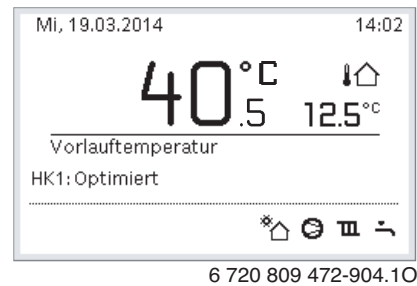 Mi, 19.03.2014 14:02
40.5 °C
12.5°C
Vorlauftemperatur
HK1: Optimiert
6 720 809 472-904.1O